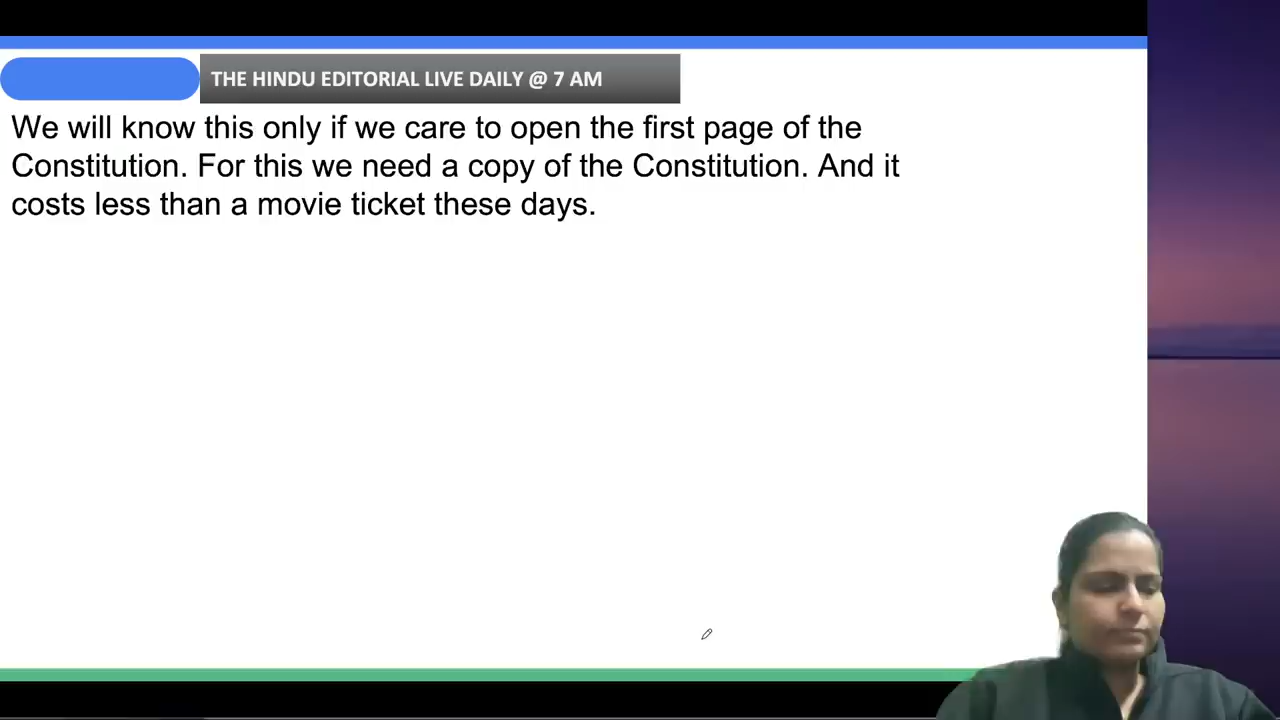 THE HINDU EDITORIAL LIVE DAILY @ 7 AM
We will know this only if we care to open the first page of the
Constitution. For this we need a copy of the Constitution. And it
costs less than a movie ticket these days.